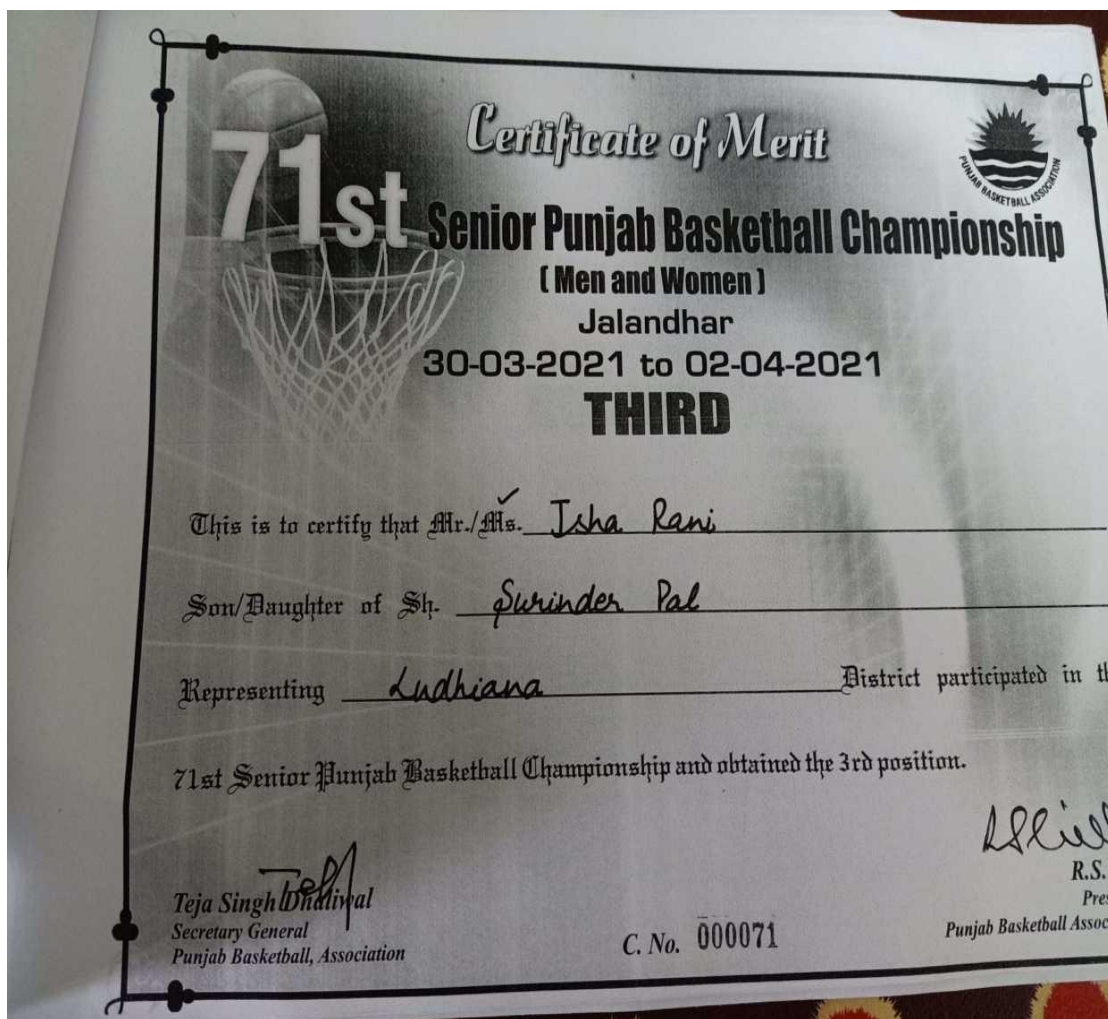 71st
Certificate of Merit
PUNJAB BASKETBALL ASSOCIATION
Senior Punjab Basketball Championship
( Men and Women )
Jalandhar
30-03-2021 to 02-04-2021
THIRD
This is to certify that Mr./Ms. Isha Rani
Son/Daughter of Sh. Surinder Pal
Representing Ludhiana District participated in
71st Senior Punjab Basketball Championship and obtained the 3rd position.
Teja Singh Dhaliwal
Secretary General
Punjab Basketball, Association
C. No. 000071
R.S.
Punjab Basketball